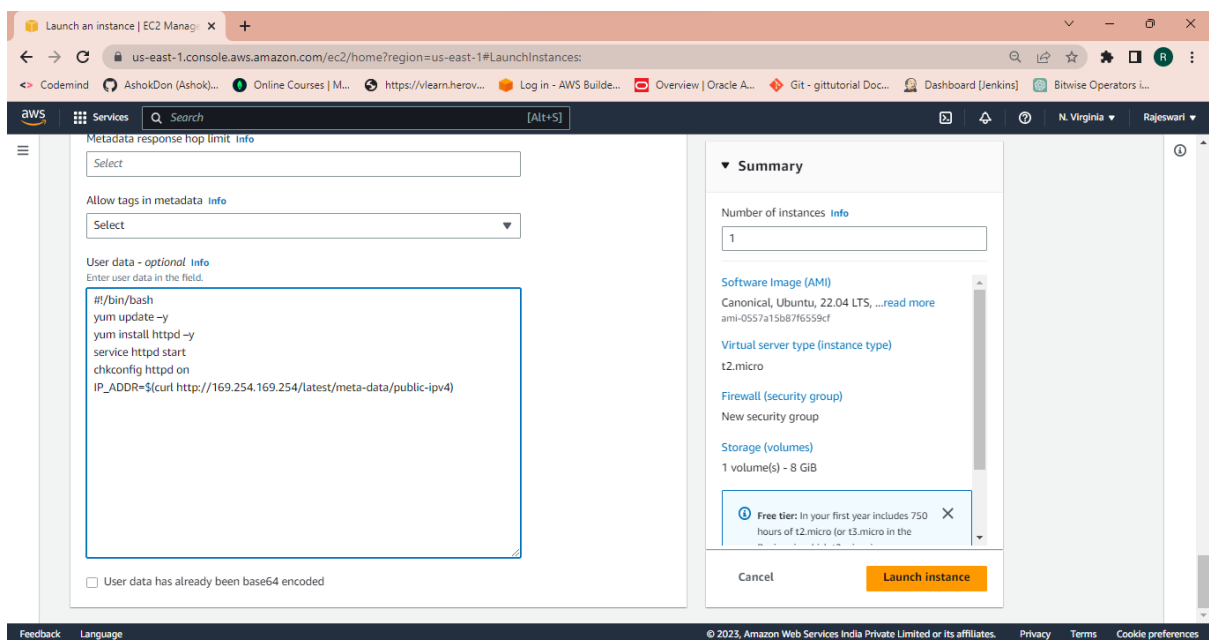 Launch an instance | EC2 Manage
us-east-1.console.aws.amazon.com/ec2/home?region=us-east-1#LaunchInstances:
R
Codemind
AshokDon (Ashok)...
Online Courses | M...
https://vlearn.herov...
Log in - AWS Builde...
Overview | Oracle A...
Git - gittutorial Doc...
Dashboard [Jenkins]
Bitwise Operators i...
aws
Services
Search
[Alt+S]
N. Virginia
Rajeswari
Metadata response hop limit Info
Select
Allow tags in metadata Info
Select
User data - optional Info
Enter user data in the field.
#!/bin/bash
yum update –y
yum install httpd –y
service httpd start
chkconfig httpd on
IP_ADDR=$(curl http://169.254.169.254/latest/meta-data/public-ipv4)
User data has already been base64 encoded
Summary
Number of instances Info
1
Software Image (AMI)
Canonical, Ubuntu, 22.04 LTS, ...read more
ami-0557a15b87f6559cf
Virtual server type (instance type)
t2.micro
Firewall (security group)
New security group
Storage (volumes)
1 volume(s) - 8 GiB
Free tier: In your first year includes 750
hours of t2.micro (or t3.micro in the
Cancel
Launch instance
Feedback
Language
© 2023, Amazon Web Services India Private Limited or its affiliates.
Privacy
Terms
Cookie preferences